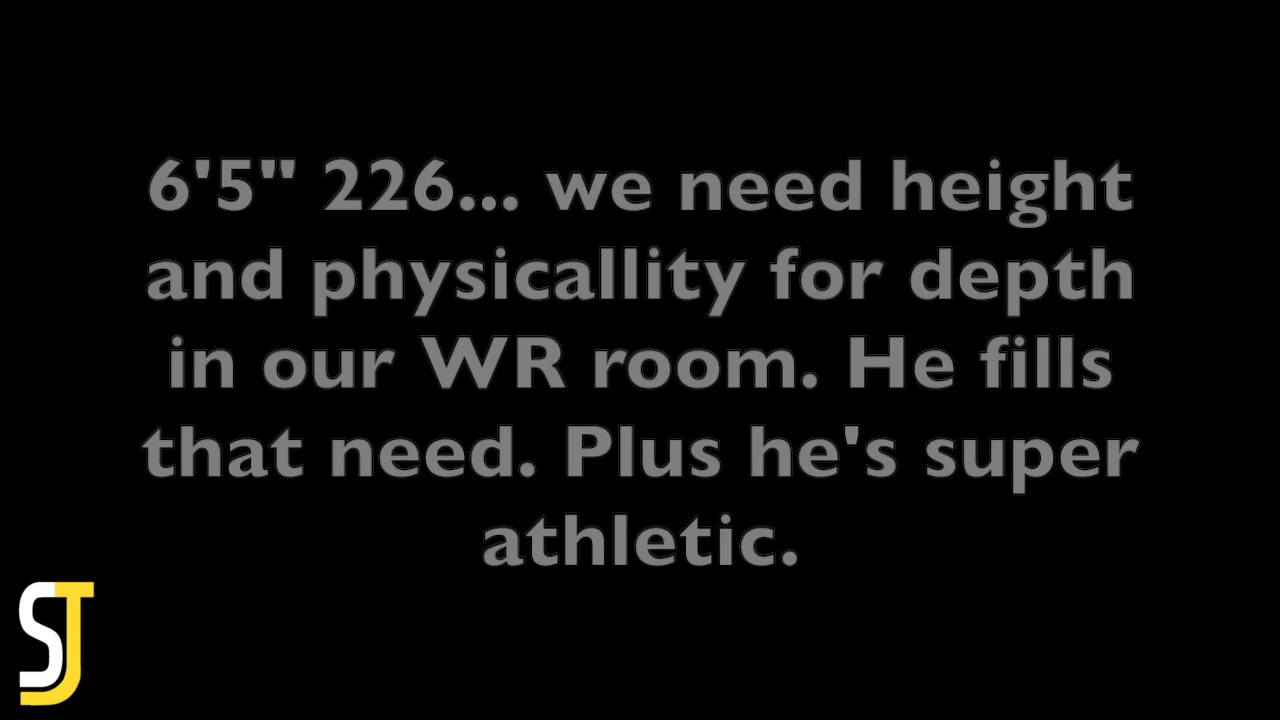 6'5" 226... we need height
and physicallity for depth
in our WR room. He fills
that need. Plus he's super
athletic.
SJ